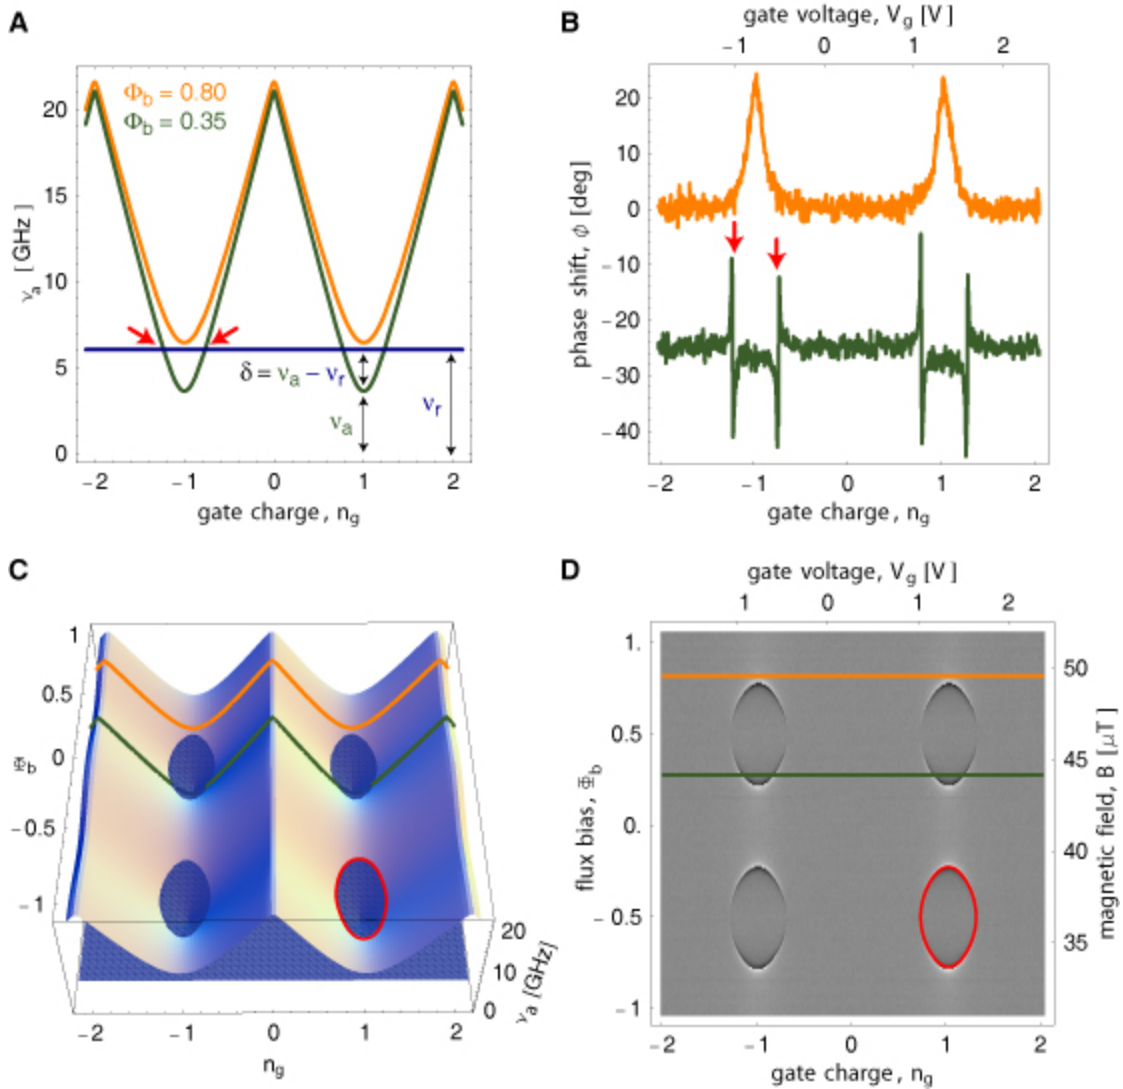 A
Φb = 0.80
Φb = 0.35
20
15
10
5
0
νa [ GHz ]
δ = νa − νr
νa
νr
−2 −1 0 1 2
gate charge, ng
B
gate voltage, Vg [V]
−1 0 1 2
20
10
0
−10
−20
−30
−40
phase shift, ϕ [deg]
−2 −1 0 1 2
gate charge, ng
C
1
0.5
0
−0.5
−1
Φb
20
10
0
νa [GHz]
−2 −1 0 1 2
ng
D
gate voltage, Vg [V]
1 0 1 2
1.
0.5
0.
−0.5
−1
flux bias, Φb
50
45
40
35
magnetic field, B [μT]
−2 −1 0 1 2
gate charge, ng